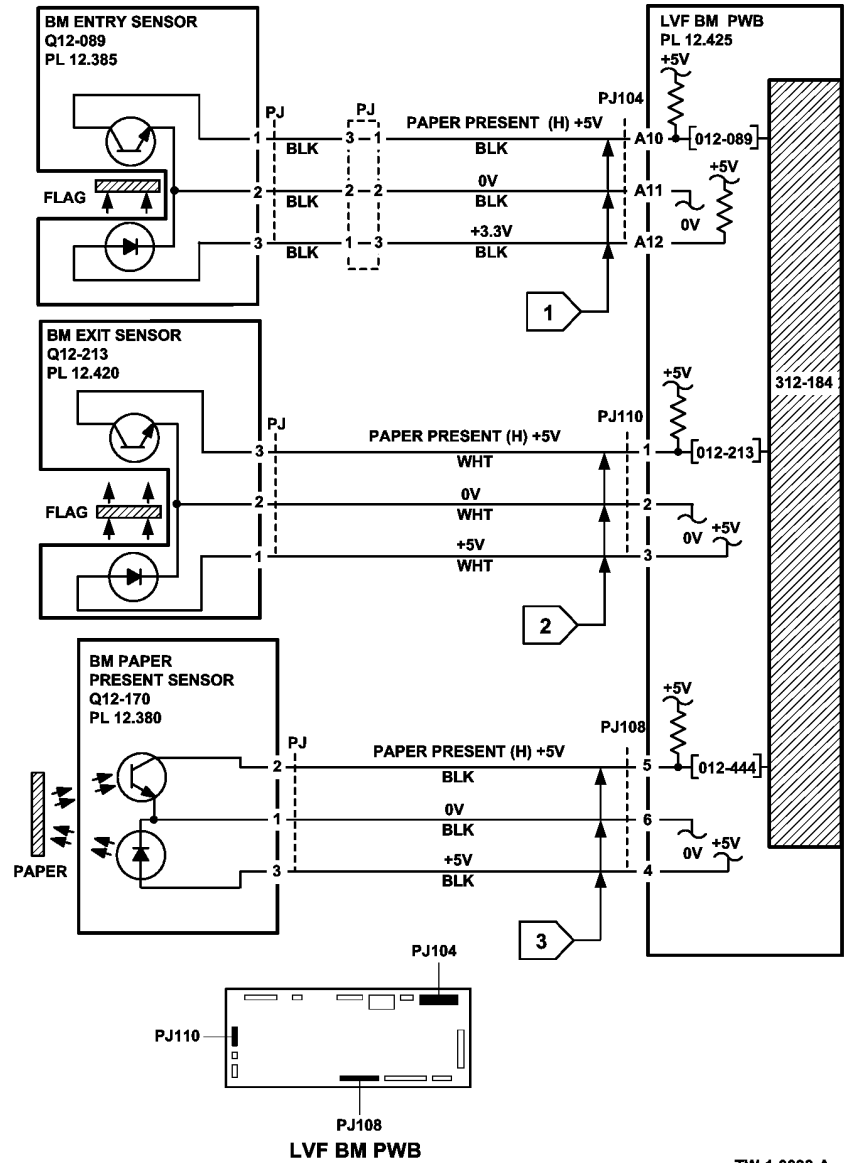 BM ENTRY SENSOR
Q12-089
PL 12.385
FLAG
PJ
1
2
3
BLK
BLK
BLK
PJ
3 1
2 2
1 3
PAPER PRESENT (H) +5V
BLK
0V
BLK
+3.3V
BLK
1
PJ104
A10
A11
A12
LVF BM PWB
PL 12.425
+5V
[012-089]
+5V
0V
312-184
BM EXIT SENSOR
Q12-213
PL 12.420
FLAG
PJ
3
2
1
PAPER PRESENT (H) +5V
WHT
0V
WHT
+5V
WHT
2
PJ110
1
2
3
+5V
[012-213]
0V
+5V
BM PAPER
PRESENT SENSOR
Q12-170
PL 12.380
PAPER
PJ
2
1
3
PAPER PRESENT (H) +5V
BLK
0V
BLK
+5V
BLK
3
PJ108
5
6
4
+5V
[012-444]
0V
+5V
PJ104
PJ110
PJ108
LVF BM PWB